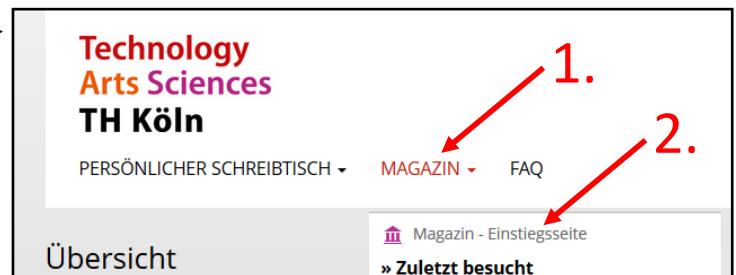 Technology
Arts Sciences
TH Köln
1.
2.
PERSÖNLICHER SCHREIBTISCH MAGAZIN FAQ
Magazin - Einstiegsseite
Übersicht
» Zuletzt besucht